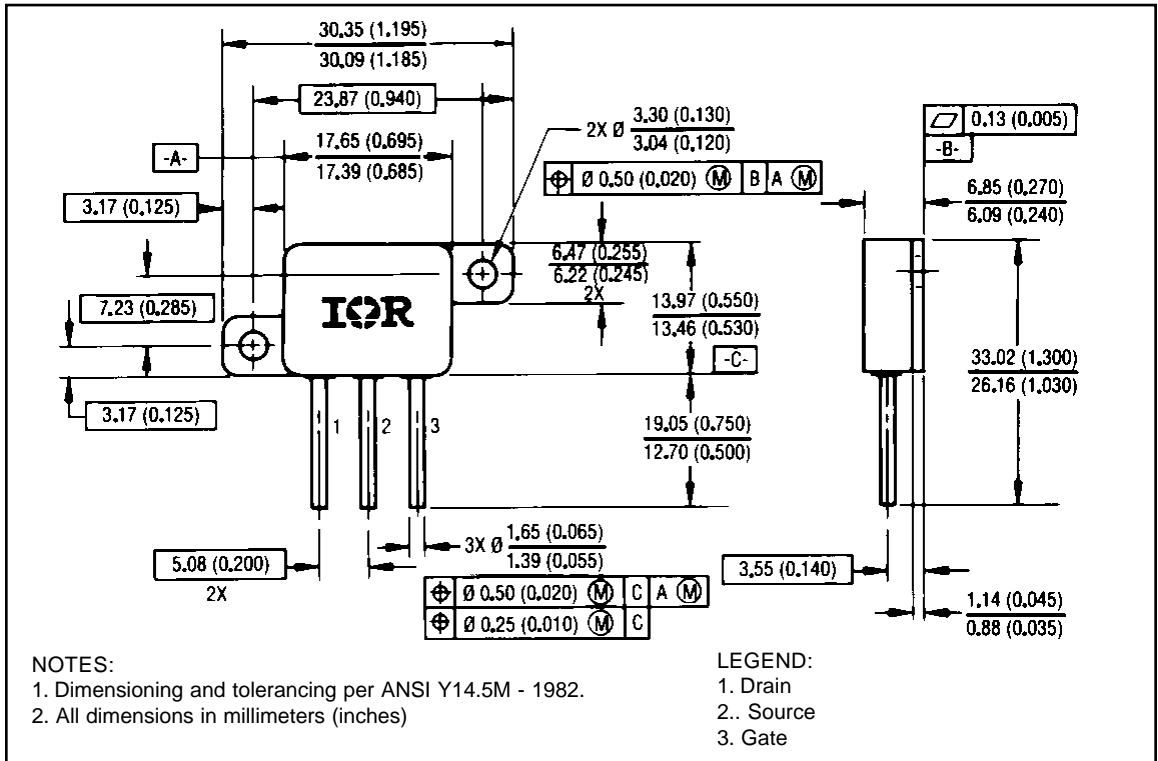 30.35 (1.195)
30.09 (1.185)
23.87 (0.940)
17.65 (0.695)
17.39 (0.685)
-A-
3.17 (0.125)
7.23 (0.285)
3.17 (0.125)
2X Ø 3.30 (0.130)
3.04 (0.120)
⌖ Ø 0.50 (0.020) Ⓜ B A Ⓜ
6.47 (0.255)
6.22 (0.245)
2X
IOR
13.97 (0.550)
13.46 (0.530)
-C-
1 2 3
19.05 (0.750)
12.70 (0.500)
5.08 (0.200)
2X
3X Ø 1.65 (0.065)
1.39 (0.055)
⌖ Ø 0.50 (0.020) Ⓜ C A Ⓜ
⌖ Ø 0.25 (0.010) Ⓜ C
⏥ 0.13 (0.005)
-B-
6.85 (0.270)
6.09 (0.240)
33.02 (1.300)
26.16 (1.030)
3.55 (0.140)
1.14 (0.045)
0.88 (0.035)
NOTES:
1. Dimensioning and tolerancing per ANSI Y14.5M - 1982.
2. All dimensions in millimeters (inches)
LEGEND:
1. Drain
2.. Source
3. Gate